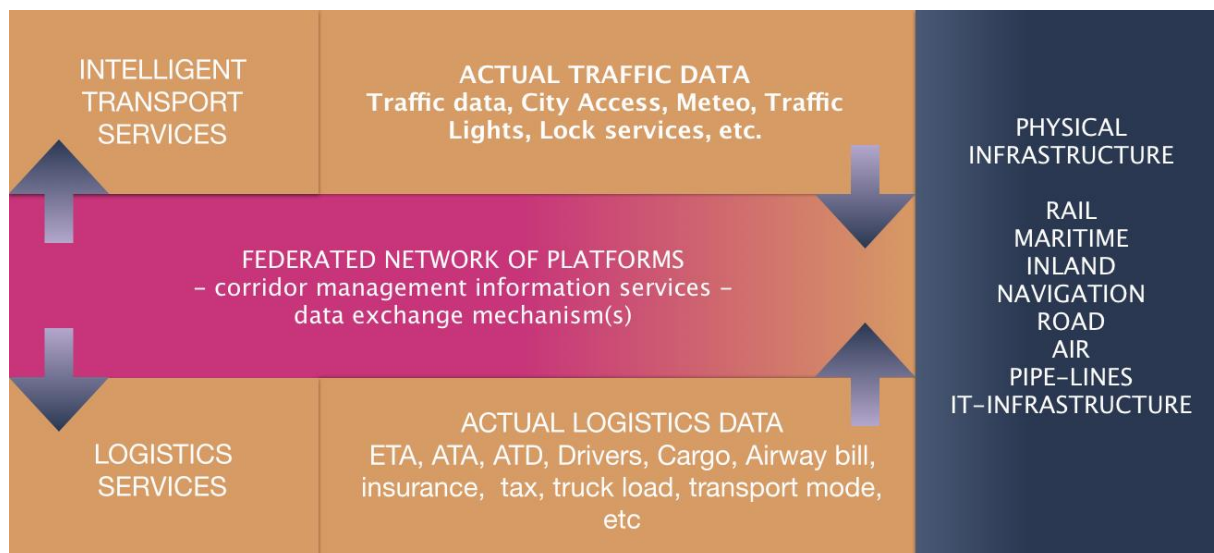 INTELLIGENT
TRANSPORT
SERVICES
ACTUAL TRAFFIC DATA
Traffic data, City Access, Meteo, Traffic
Lights, Lock services, etc.
FEDERATED NETWORK OF PLATFORMS
– corridor management information services –
data exchange mechanism(s)
LOGISTICS
SERVICES
ACTUAL LOGISTICS DATA
ETA, ATA, ATD, Drivers, Cargo, Airway bill,
insurance, tax, truck load, transport mode,
etc
PHYSICAL
INFRASTRUCTURE
RAIL
MARITIME
INLAND
NAVIGATION
ROAD
AIR
PIPE–LINES
IT–INFRASTRUCTURE